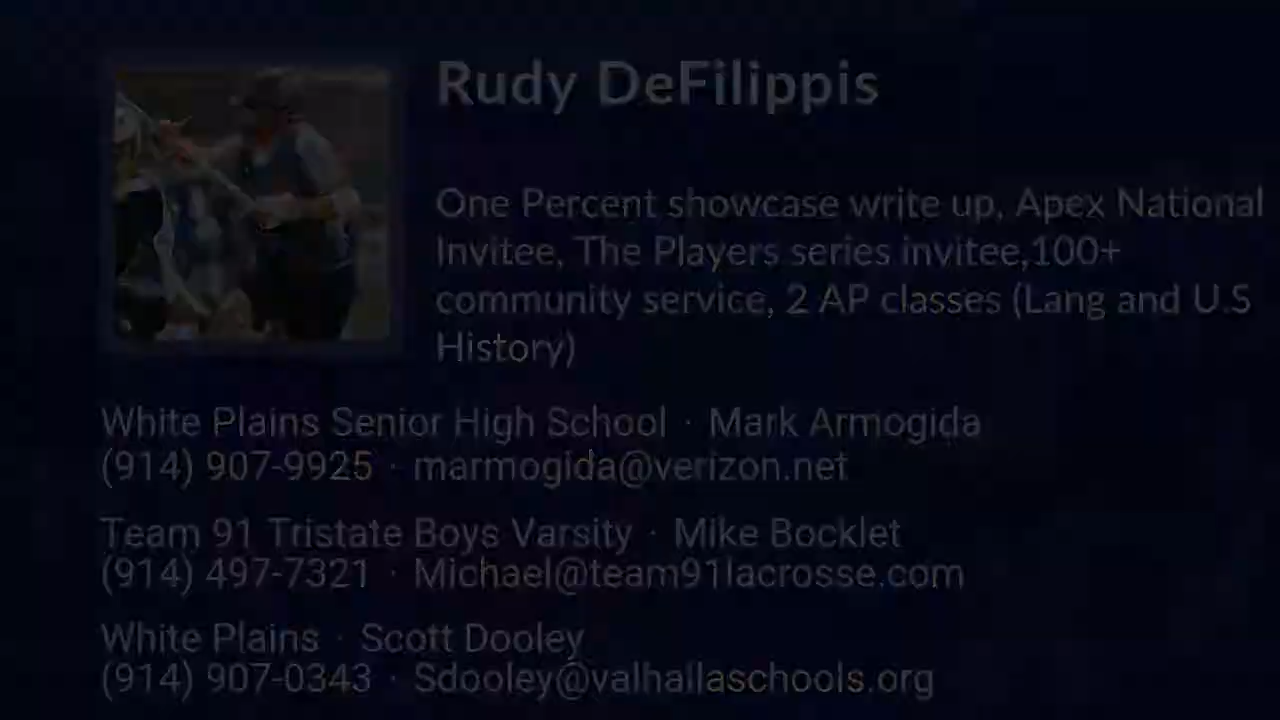 Rudy DeFilippis
One Percent showcase write up, Apex National
Invitee, The Players series invitee,100+
community service, 2 AP classes (Lang and U.S
History)
White Plains Senior High School · Mark Armogida
(914) 907-9925 · marmogida@verizon.net
Team 91 Tristate Boys Varsity · Mike Bocklet
(914) 497-7321 · Michael@team91lacrosse.com
White Plains · Scott Dooley
(914) 907-0343 · Sdooley@valhallaschools.org